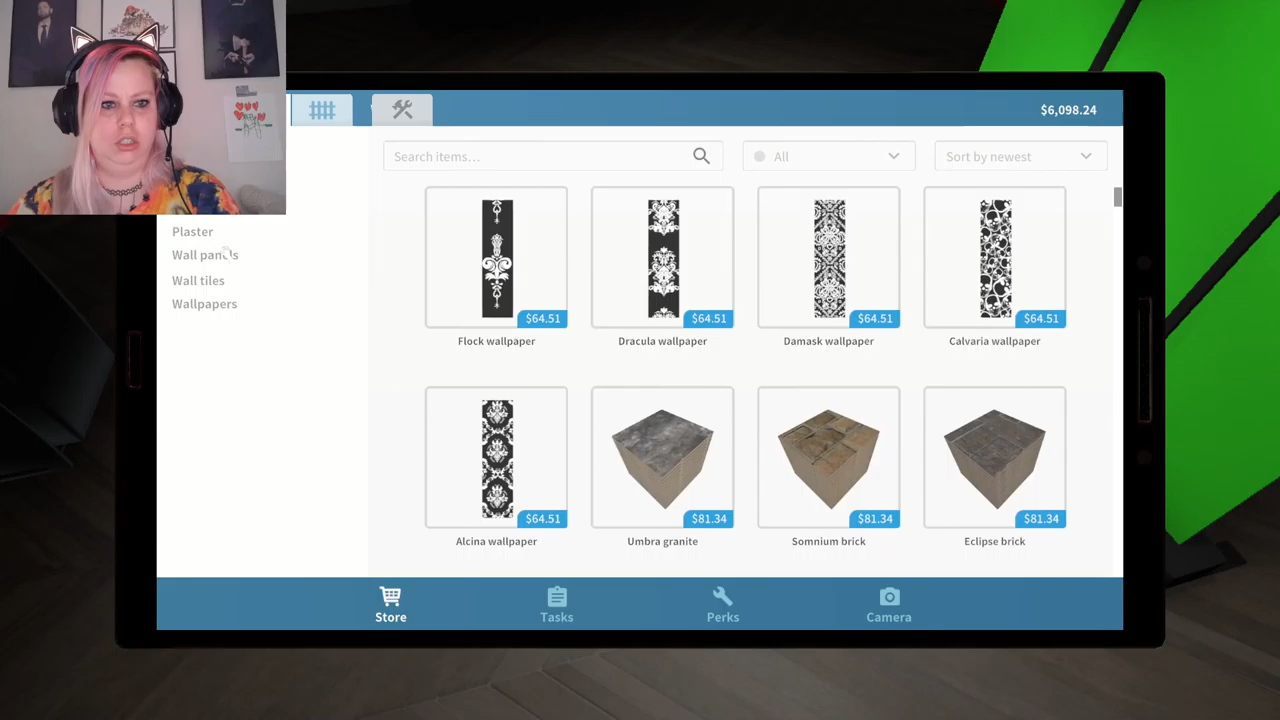 $6,098.24
Search items...
All
Sort by newest
Plaster
Wall panels
Wall tiles
Wallpapers
$64.51
$64.51
$64.51
$64.51
Flock wallpaper
Dracula wallpaper
Damask wallpaper
Calvaria wallpaper
$64.51
$81.34
$81.34
$81.34
Alcina wallpaper
Umbra granite
Somnium brick
Eclipse brick
Store
Tasks
Perks
Camera